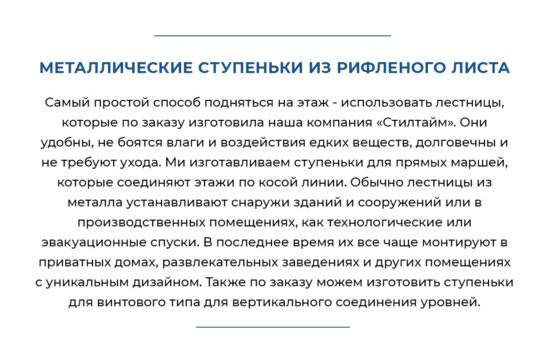 МЕТАЛЛИЧЕСКИЕ СТУПЕНЬКИ ИЗ РИФЛЕНОГО ЛИСТА
Самый простой способ подняться на этаж - использовать лестницы,
которые по заказу изготовила наша компания «Стилтайм». Они
удобны, не боятся влаги и воздействия едких веществ, долговечны и
не требуют ухода. Ми изготавливаем ступеньки для прямых маршей,
которые соединяют этажи по косой линии. Обычно лестницы из
металла устанавливают снаружи зданий и сооружений или в
производственных помещениях, как технологические или
эвакуационные спуски. В последнее время их все чаще монтируют в
приватных домах, развлекательных заведениях и других помещениях
с уникальным дизайном. Также по заказу можем изготовить ступеньки
для винтового типа для вертикального соединения уровней.